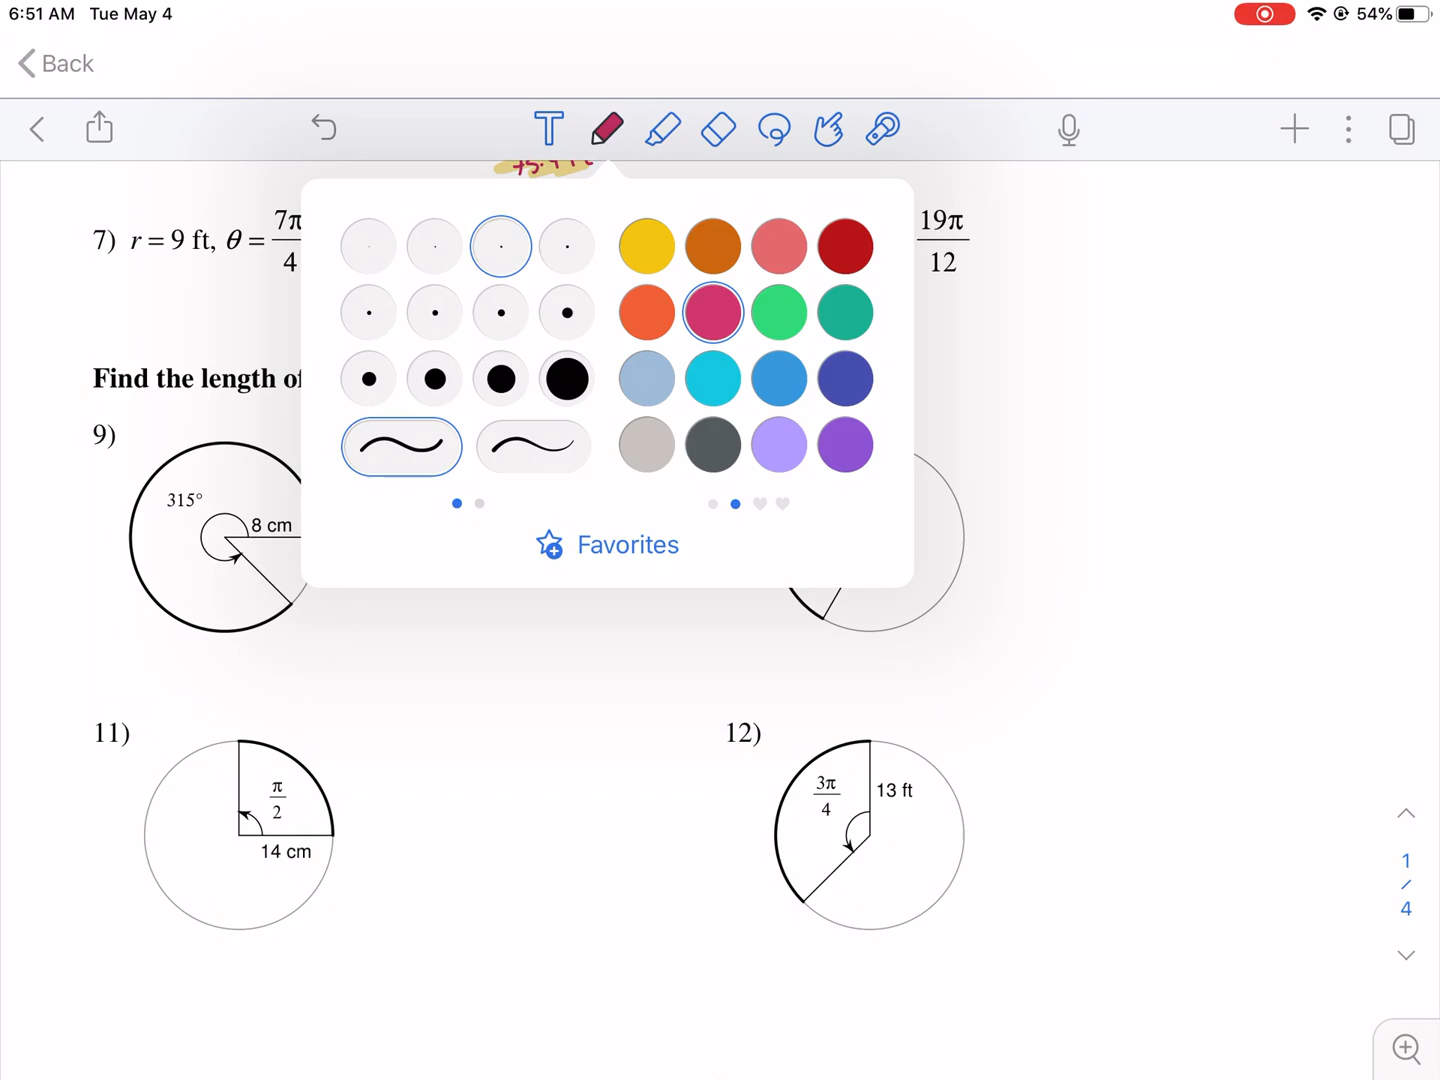 6:51 AM Tue May 4
54%
Back
T
7) r = 9 ft, θ = 7π/4
19π/12
Find the length of
9)
315°
8 cm
Favorites
11)
π/2
14 cm
12)
3π/4
13 ft
1
/
4